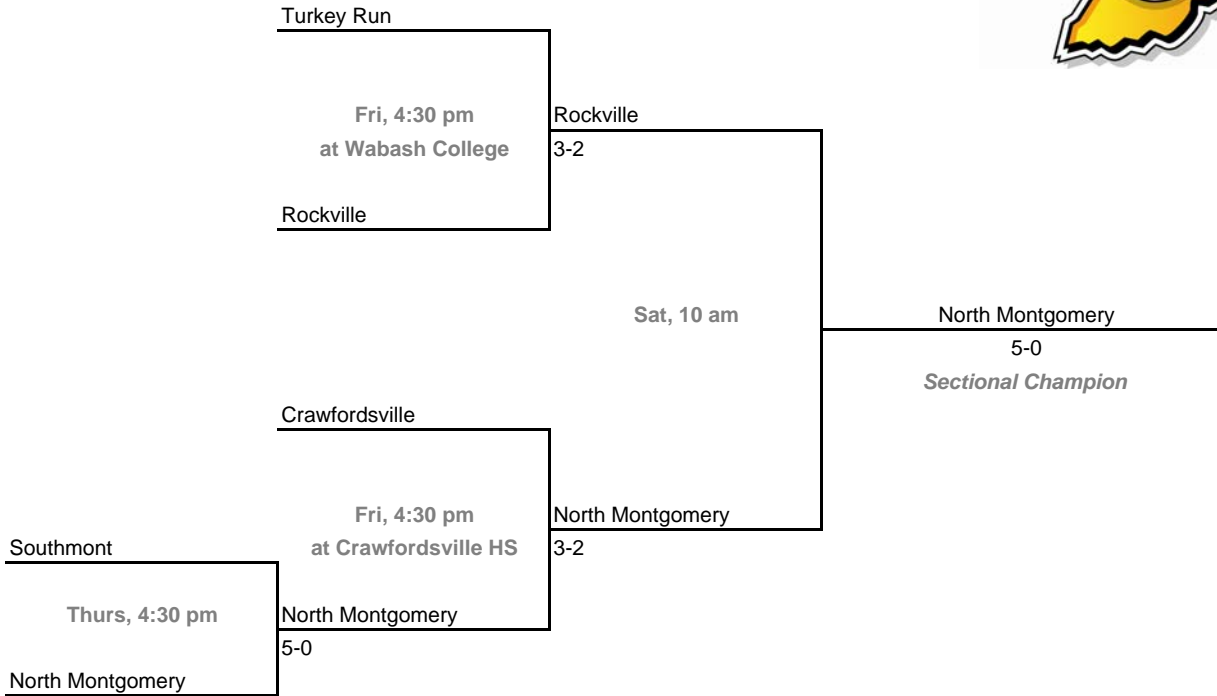 Turkey Run
Fri, 4:30 pm
at Wabash College
Rockville
3-2
Rockville
Sat, 10 am
North Montgomery
5-0
Sectional Champion
Crawfordsville
Fri, 4:30 pm
at Crawfordsville HS
North Montgomery
3-2
Southmont
Thurs, 4:30 pm
North Montgomery
5-0
North Montgomery